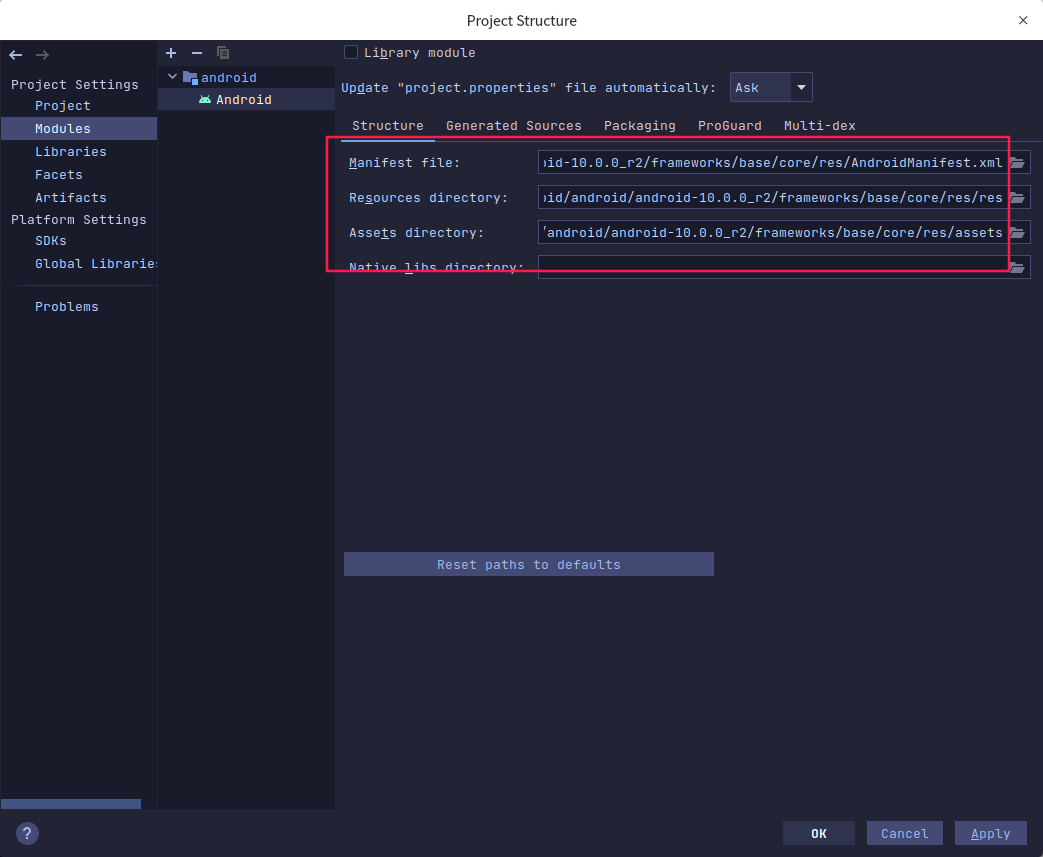 Project Structure
Project Settings
Project
Modules
Libraries
Facets
Artifacts
Platform Settings
SDKs
Global Libraries
Problems
android
Android
Library module
Update "project.properties" file automatically: Ask
Structure Generated Sources Packaging ProGuard Multi-dex
Manifest file: oid-10.0.0_r2/frameworks/base/core/res/AndroidManifest.xml
Resources directory: oid/android/android-10.0.0_r2/frameworks/base/core/res/res
Assets directory: /android/android-10.0.0_r2/frameworks/base/core/res/assets
Native libs directory:
Reset paths to defaults
?
OK Cancel Apply